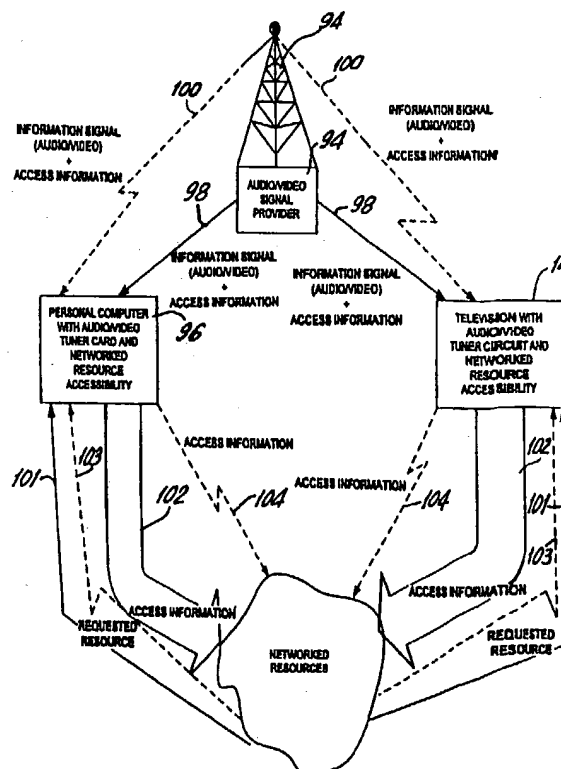 94
100
100
INFORMATION SIGNAL
(AUDIO/VIDEO)
+
ACCESS INFORMATION
INFORMATION SIGNAL
(AUDIO/VIDEO)
+
ACCESS INFORMATION
94
AUDIO/VIDEO
SIGNAL
PROVIDER
98
98
INFORMATION SIGNAL
(AUDIO/VIDEO)
+
ACCESS INFORMATION
INFORMATION SIGNAL
(AUDIO/VIDEO)
+
ACCESS INFORMATION
PERSONAL COMPUTER
WITH AUDIO/VIDEO
TUNER CARD AND
NETWORKED
RESOURCE
ACCESSIBILITY
96
TELEVISION WITH
AUDIO/VIDEO
TUNER CIRCUIT AND
NETWORKED
RESOURCE
ACCESSIBILITY
101
103
102
ACCESS INFORMATION
104
ACCESS INFORMATION
104
102
101
103
ACCESS INFORMATION
REQUESTED
RESOURCE
NETWORKED
RESOURCES
ACCESS INFORMATION
REQUESTED
RESOURCE